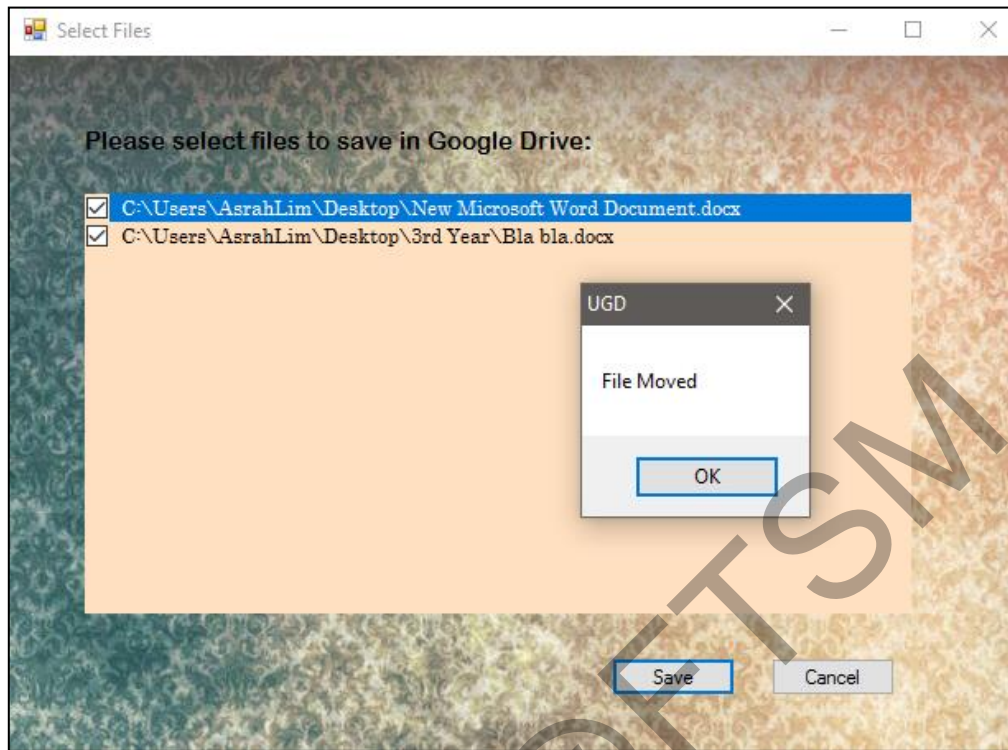 Select Files
Please select files to save in Google Drive:
C:\Users\AsrahLim\Desktop\New Microsoft Word Document.docx
C:\Users\AsrahLim\Desktop\3rd Year\Bla bla.docx
UGD
File Moved
OK
Save
Cancel
FTSM